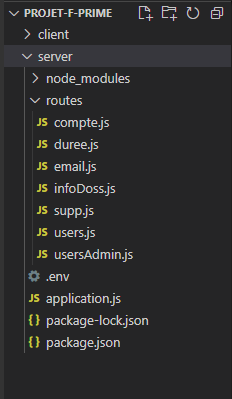 PROJET-F-PRIME
client
server
node_modules
routes
JS compte.js
JS duree.js
JS email.js
JS infoDoss.js
JS supp.js
JS users.js
JS usersAdmin.js
.env
JS application.js
{} package-lock.json
{} package.json